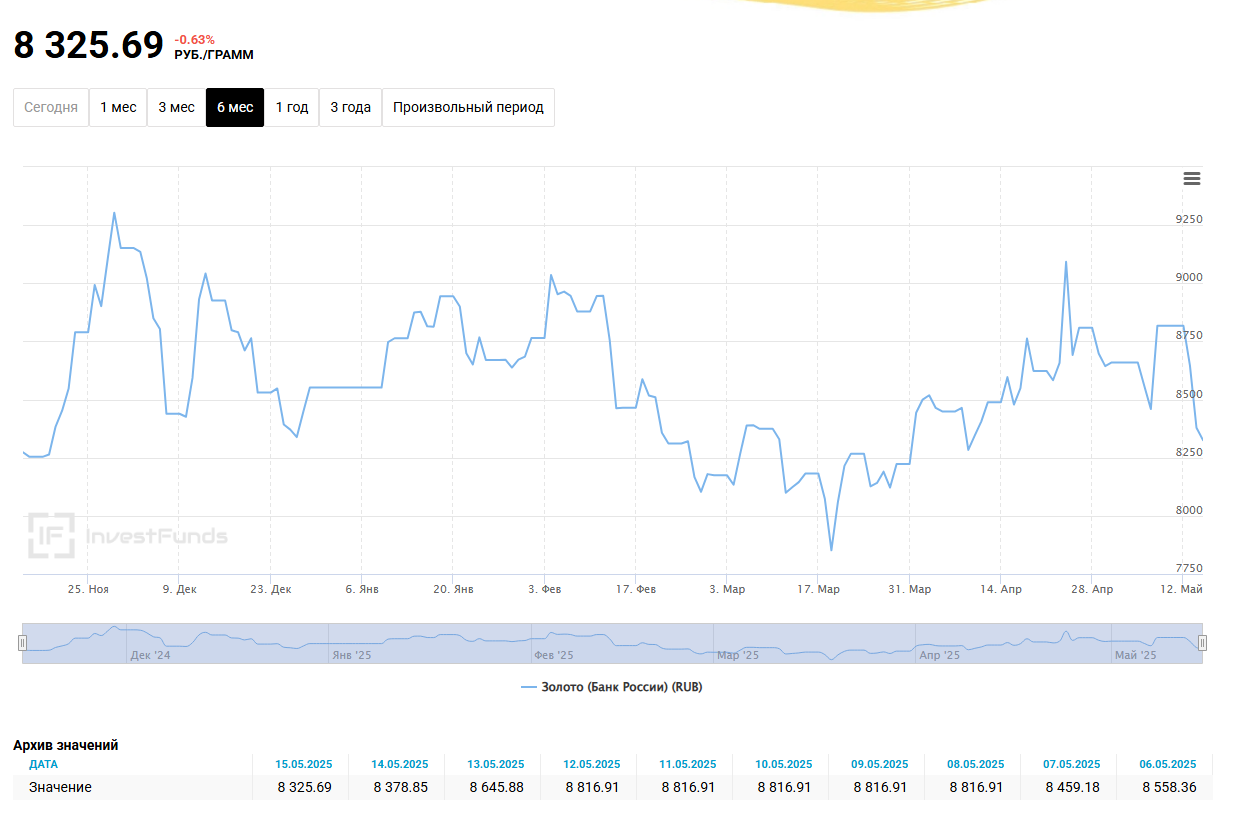 8 325.69
-0.63%
РУБ./ГРАММ
Сегодня 1 мес 3 мес 6 мес 1 год 3 года Произвольный период
9250
9000
8750
8500
8250
8000
7750
InvestFunds
25. Ноя 9. Дек 23. Дек 6. Янв 20. Янв 3. Фев 17. Фев 3. Мар 17. Мар 31. Мар 14. Апр 28. Апр 12. Май
Дек '24 Янв '25 Фев '25 Мар '25 Апр '25 Май '25
Золото (Банк России) (RUB)
Архив значений
ДАТА 15.05.2025 14.05.2025 13.05.2025 12.05.2025 11.05.2025 10.05.2025 09.05.2025 08.05.2025 07.05.2025 06.05.2025
Значение 8 325.69 8 378.85 8 645.88 8 816.91 8 816.91 8 816.91 8 816.91 8 816.91 8 459.18 8 558.36